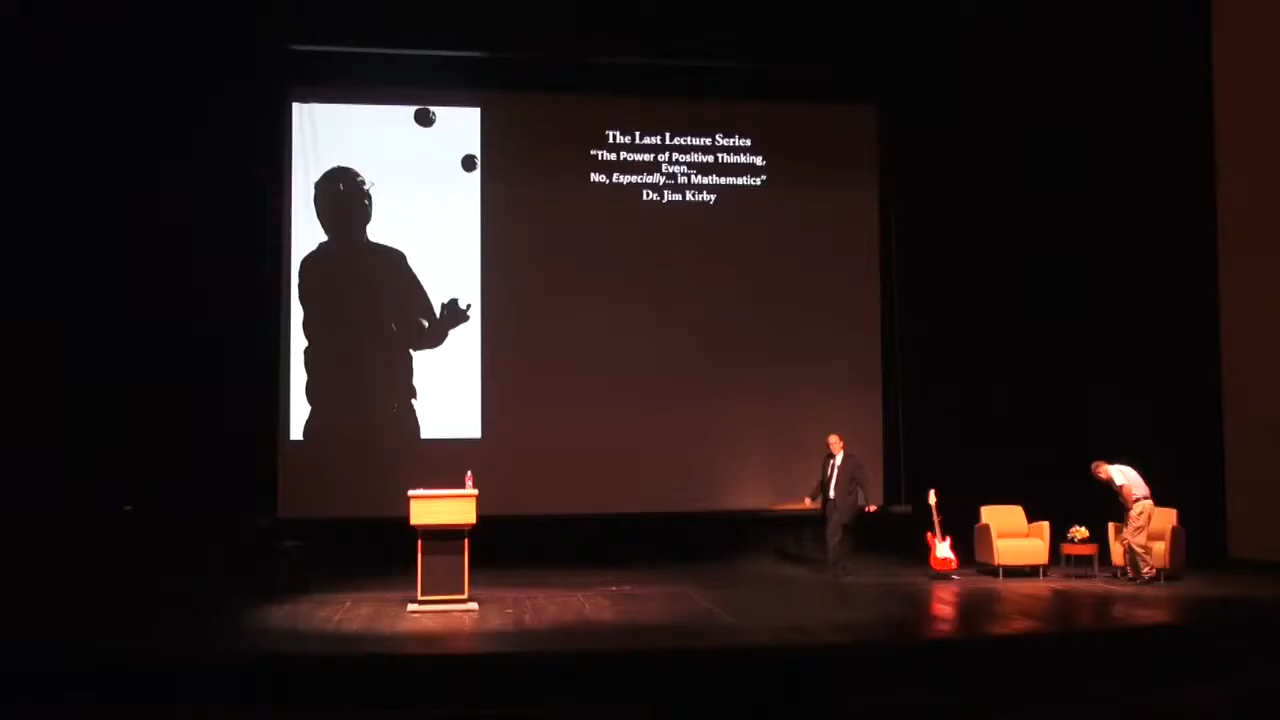 The Last Lecture Series
“The Power of Positive Thinking,
Even...
No, Especially... in Mathematics”
Dr. Jim Kirby